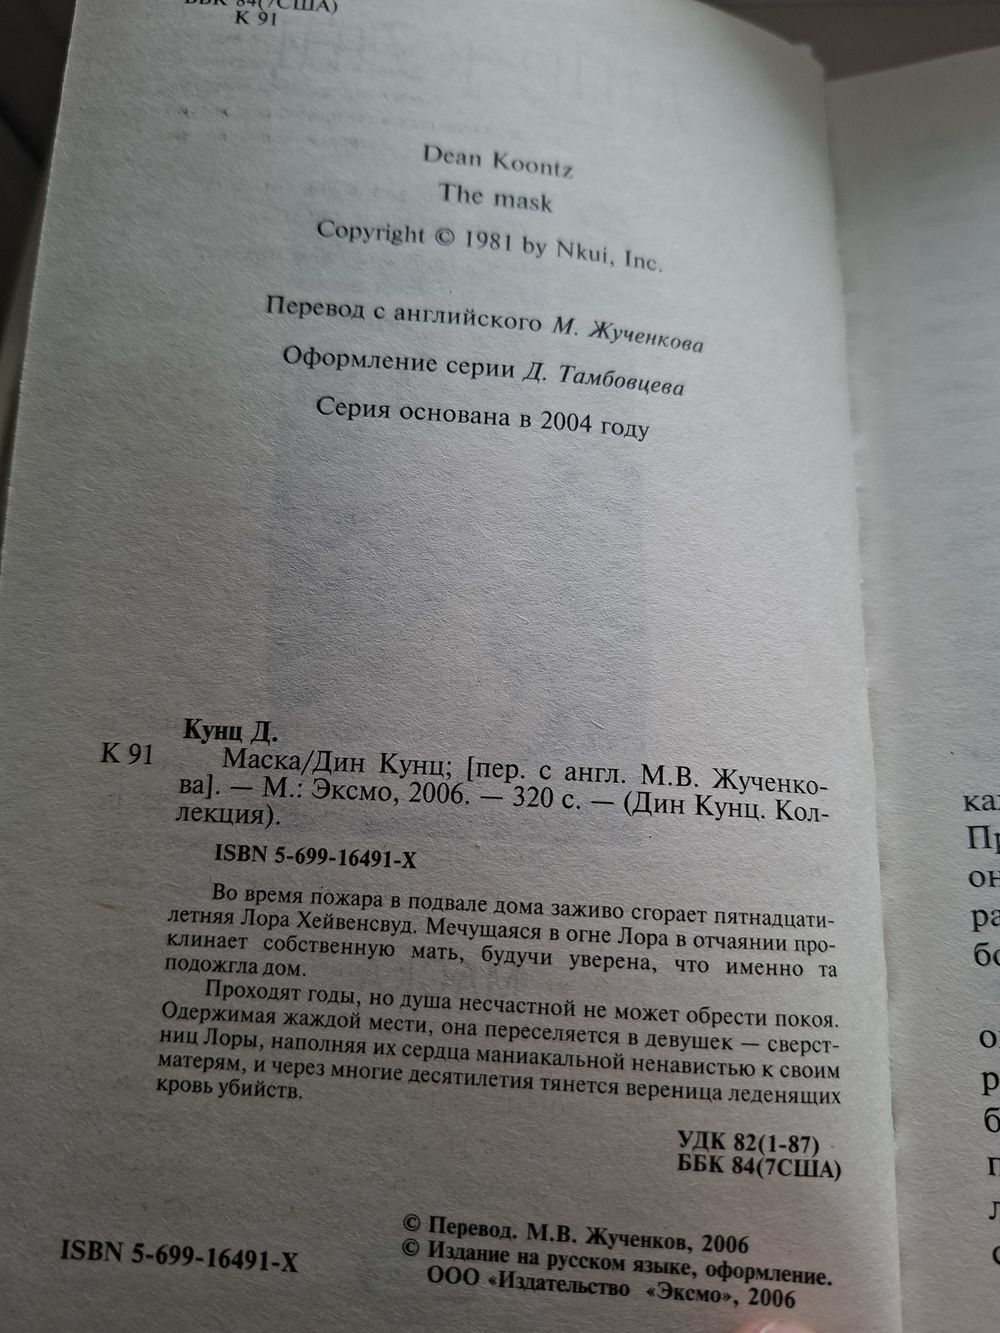 ББК 84(7США)
К 91
Dean Koontz
The mask
Copyright © 1981 by Nkui, Inc.
Перевод с английского М. Жученкова
Оформление серии Д. Тамбовцева
Серия основана в 2004 году
Кунц Д.
К 91 Маска/Дин Кунц; [пер. с англ. М.В. Жученко-
ва]. — М.: Эксмо, 2006. — 320 с. — (Дин Кунц. Кол-
лекция).
ISBN 5-699-16491-X
Во время пожара в подвале дома заживо сгорает пятнадцати-
летняя Лора Хейвенсвуд. Мечущаяся в огне Лора в отчаянии про-
клинает собственную мать, будучи уверена, что именно та
подожгла дом.
Проходят годы, но душа несчастной не может обрести покоя.
Одержимая жаждой мести, она переселяется в девушек — сверст-
ниц Лоры, наполняя их сердца маниакальной ненавистью к своим
матерям, и через многие десятилетия тянется вереница леденящих
кровь убийств.
УДК 82(1-87)
ББК 84(7США)
© Перевод. М.В. Жученков, 2006
© Издание на русском языке, оформление.
ООО «Издательство «Эксмо», 2006
ISBN 5-699-16491-X